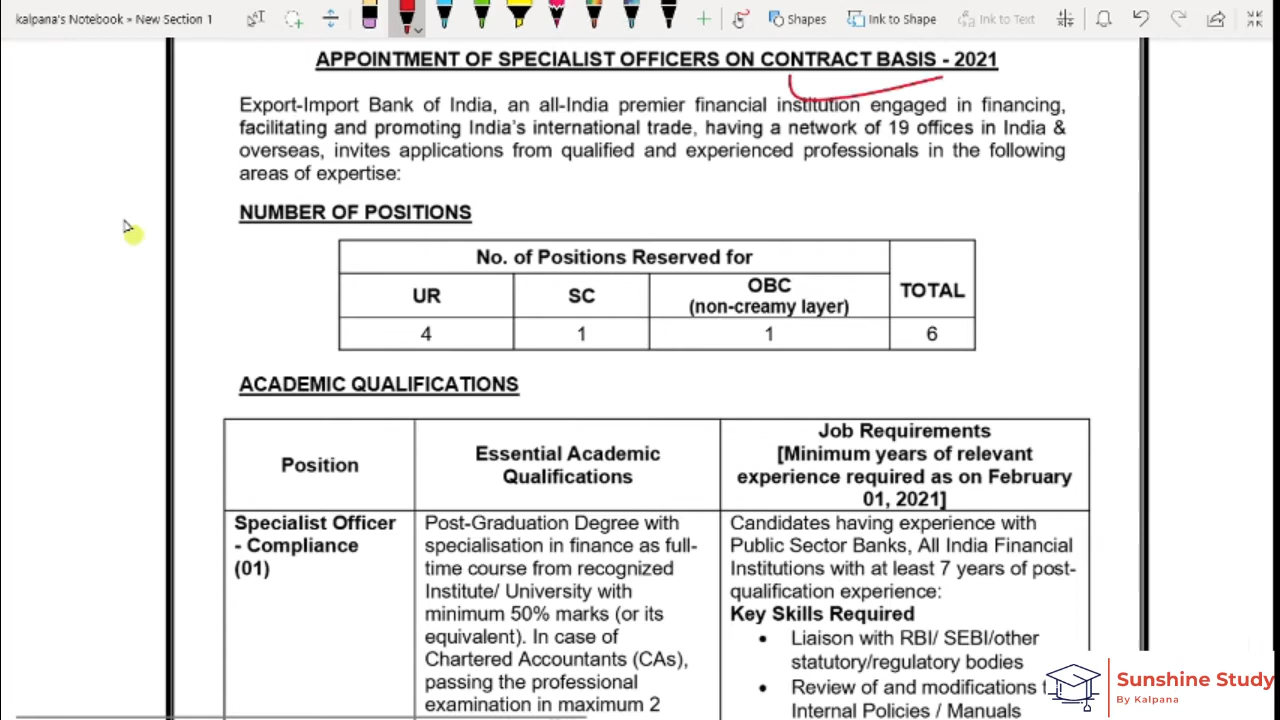 kalpana's Notebook » New Section 1
Shapes
Ink to Shape
Ink to Text
APPOINTMENT OF SPECIALIST OFFICERS ON CONTRACT BASIS - 2021
Export-Import Bank of India, an all-India premier financial institution engaged in financing,
facilitating and promoting India's international trade, having a network of 19 offices in India &
overseas, invites applications from qualified and experienced professionals in the following
areas of expertise:
NUMBER OF POSITIONS
No. of Positions Reserved for
TOTAL
UR
SC
OBC
(non-creamy layer)
4
1
1
6
ACADEMIC QUALIFICATIONS
Position
Essential Academic
Qualifications
Job Requirements
[Minimum years of relevant
experience required as on February
01, 2021]
Specialist Officer
- Compliance
(01)
Post-Graduation Degree with
specialisation in finance as full-
time course from recognized
Institute/ University with
minimum 50% marks (or its
equivalent). In case of
Chartered Accountants (CAs),
passing the professional
examination in maximum 2
Candidates having experience with
Public Sector Banks, All India Financial
Institutions with at least 7 years of post-
qualification experience:
Key Skills Required
• Liaison with RBI/ SEBI/other
statutory/regulatory bodies
• Review of and modifications
Internal Policies / Manuals
Sunshine Study
By Kalpana